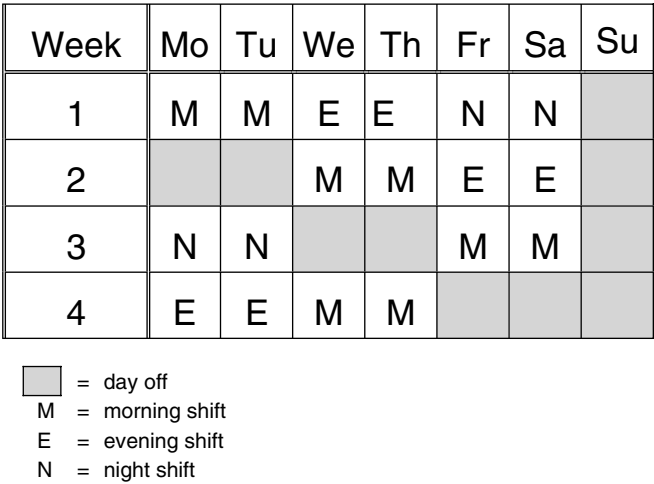 Week Mo Tu We Th Fr Sa Su
1 M M E E N N
2 M M E E
3 N N M M
4 E E M M
= day off
M = morning shift
E = evening shift
N = night shift